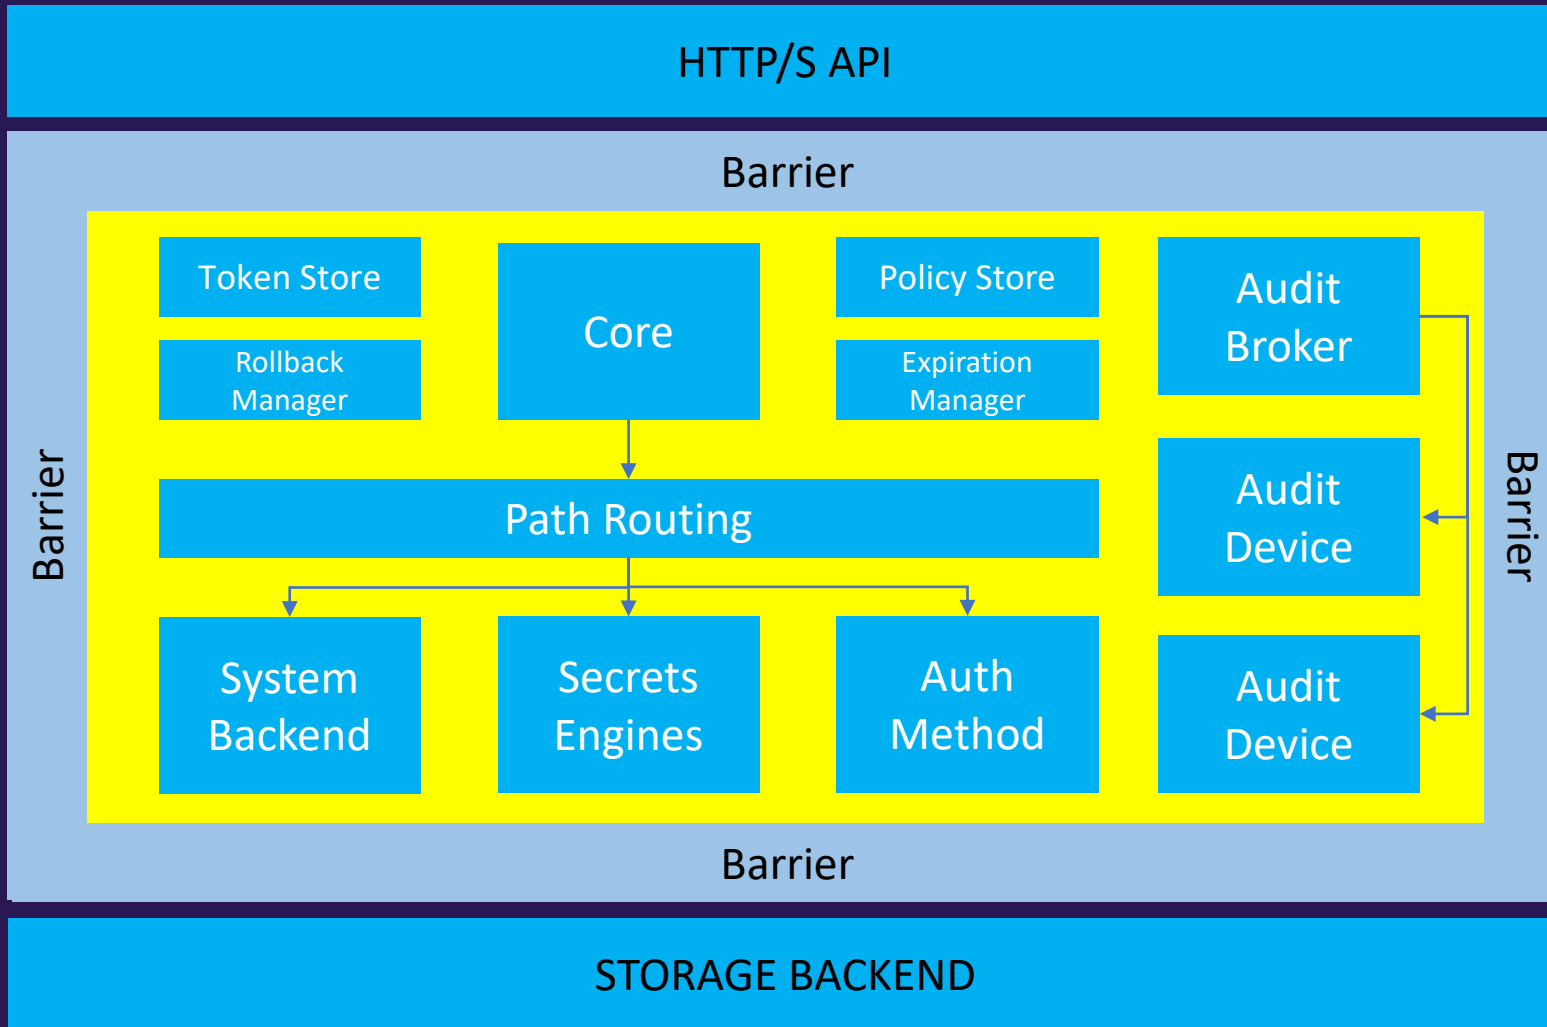 HTTP/S API
Barrier
Token Store
Core
Policy Store
Audit
Broker
Rollback
Manager
Expiration
Manager
Barrier
Path Routing
Audit
Device
Barrier
System
Backend
Secrets
Engines
Auth
Method
Audit
Device
Barrier
STORAGE BACKEND